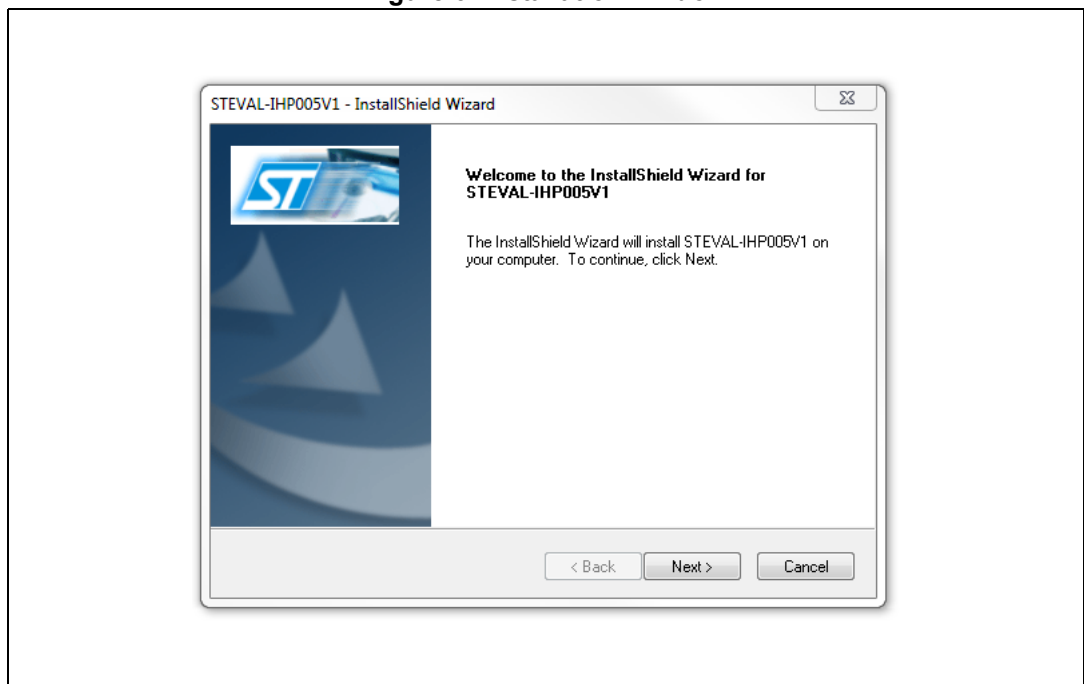 STEVAL-IHP005V1 - InstallShield Wizard
ST
Welcome to the InstallShield Wizard for
STEVAL-IHP005V1
The InstallShield Wizard will install STEVAL-IHP005V1 on
your computer. To continue, click Next.
< Back
Next >
Cancel